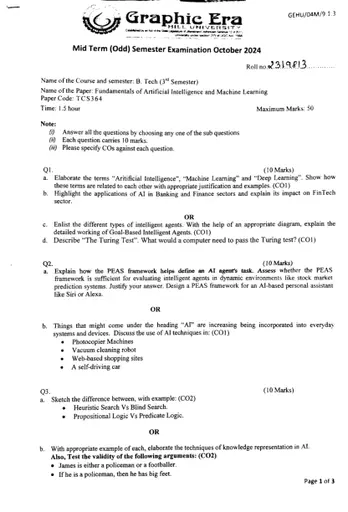 GEHU/04M/9.1.3
Graphic Era
HILL UNIVERSITY
Mid Term (Odd) Semester Examination October 2024
Roll no.
Name of the Course and semester: B. Tech (3rd Semester)
Name of the Paper: Fundamentals of Artificial Intelligence and Machine Learning
Paper Code: TCS364
Time: 1.5 hour Maximum Marks: 50
Note:
(i) Answer all the questions by choosing any one of the sub questions
(ii) Each question carries 10 marks.
(iii) Please specify COs against each question.
Q1. (10 Marks)
a. Elaborate the terms "Aritificial Intelligence", "Machine Learning" and "Deep Learning". Show how
these terms are related to each other with appropriate justification and examples. (CO1)
b. Highlight the applications of AI in Banking and Finance sectors and explain its impact on FinTech
sector.
OR
c. Enlist the different types of intelligent agents. With the help of an appropriate diagram, explain the
detailed working of Goal-Based Intelligent Agents. (CO1)
d. Describe "The Turing Test". What would a computer need to pass the Turing test? (CO1)
Q2. (10 Marks)
a. Explain how the PEAS framework helps define an AI agent's task. Assess whether the PEAS
framework is sufficient for evaluating intelligent agents in dynamic environments like stock market
prediction systems. Justify your answer. Design a PEAS framework for an AI-based personal assistant
like Siri or Alexa.
OR
b. Things that might come under the heading "AI" are increasing being incorporated into everyday
systems and devices. Discuss the use of AI techniques in: (CO1)
• Photocopier Machines
• Vacuum cleaning robot
• Web-based shopping sites
• A self-driving car
Q3. (10 Marks)
a. Sketch the difference between, with example: (CO2)
• Heuristic Search Vs Blind Search.
• Propositional Logic Vs Predicate Logic.
OR
b. With appropriate example of each, elaborate the techniques of knowledge representation in AI.
Also, Test the validity of the following arguments: (CO2)
• James is either a policeman or a footballer.
• If he is a policeman, then he has big feet.
Page 1 of 3